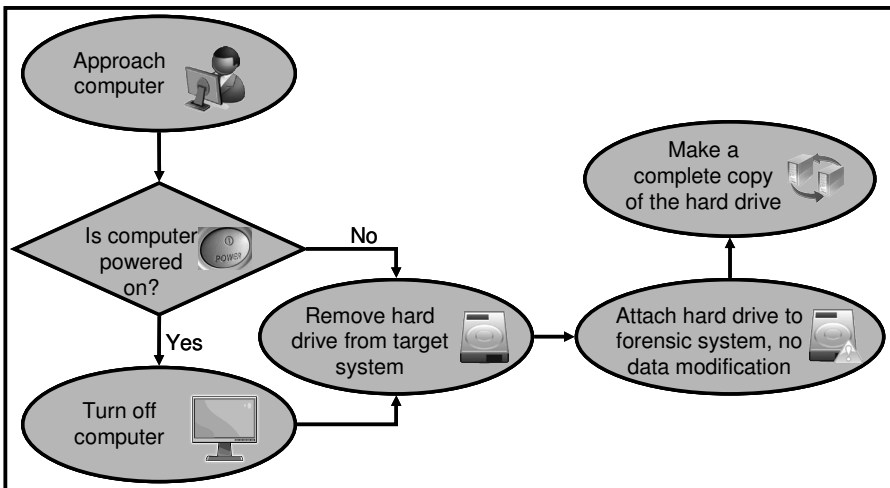 Approach
computer
Is computer
powered
on?
POWER
No
Yes
Turn off
computer
Remove hard
drive from target
system
Attach hard drive to
forensic system, no
data modification
Make a
complete copy
of the hard drive